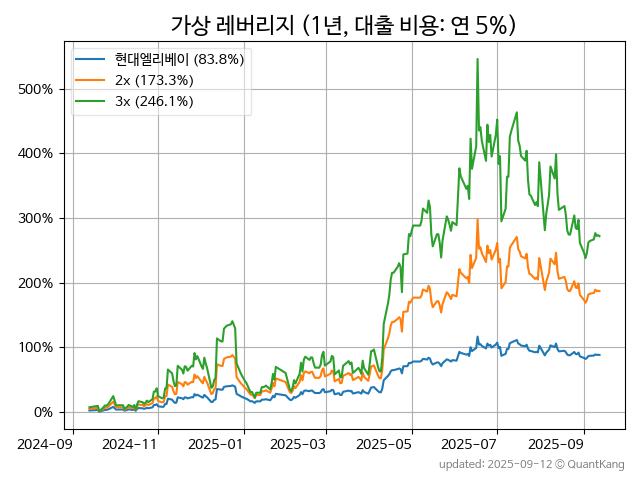 가상 레버리지 (1년, 대출 비용: 연 5%)
현대엘리베이 (83.8%)
2x (173.3%)
3x (246.1%)
500%
400%
300%
200%
100%
0%
2024-09 2024-11 2025-01 2025-03 2025-05 2025-07 2025-09
updated: 2025-09-12 © QuantKang